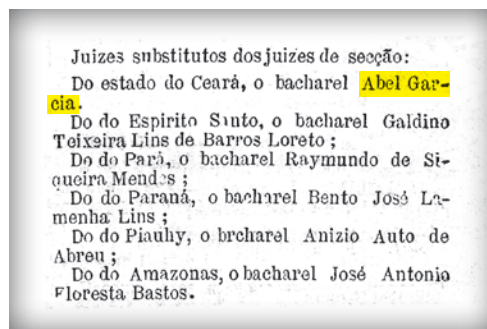 Juizes snbstitutos dos juizes de secção:
Do estado do Ceará, o bacharel Abel Gar-
cia.
Do do Espirito Santo, o bacharel Galdino
Teixeira Lins de Barros Loreto ;
Do do Pará, o bacharel Raymundo de Si-
queira Mendes ;
Do do Paraná, o bacharel Bento José La-
menha Lins ;
Do do Piauhy, o brcharel Anizio Auto de
Abreu ;
Do do Amazonas, o bacharel José Antonio
Floresta Bastos.